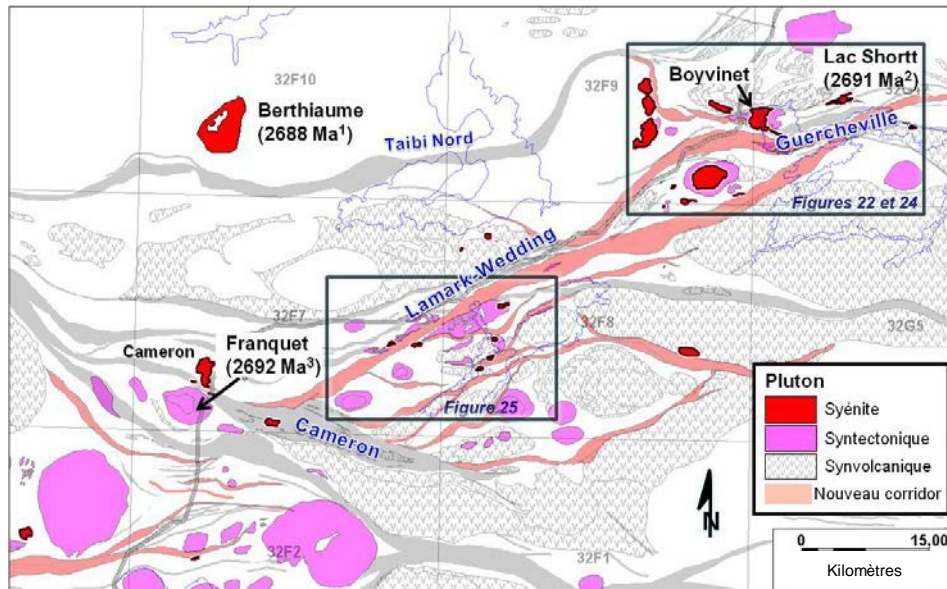 32F10
32F9
Lac Shortt
(2691 Ma²)
Boyvinet
32G
Berthiaume
(2688 Ma¹)
Taibi Nord
Guercheville
Figures 22 et 24
Lamark-Wedding
32F7
32F8
32G5
Cameron
Franquet
(2692 Ma³)
Figure 25
Cameron
Pluton
Syénite
Syntectonique
Synvolcanique
Nouveau corridor
N
32F2
32F1
0 15,00
Kilomètres